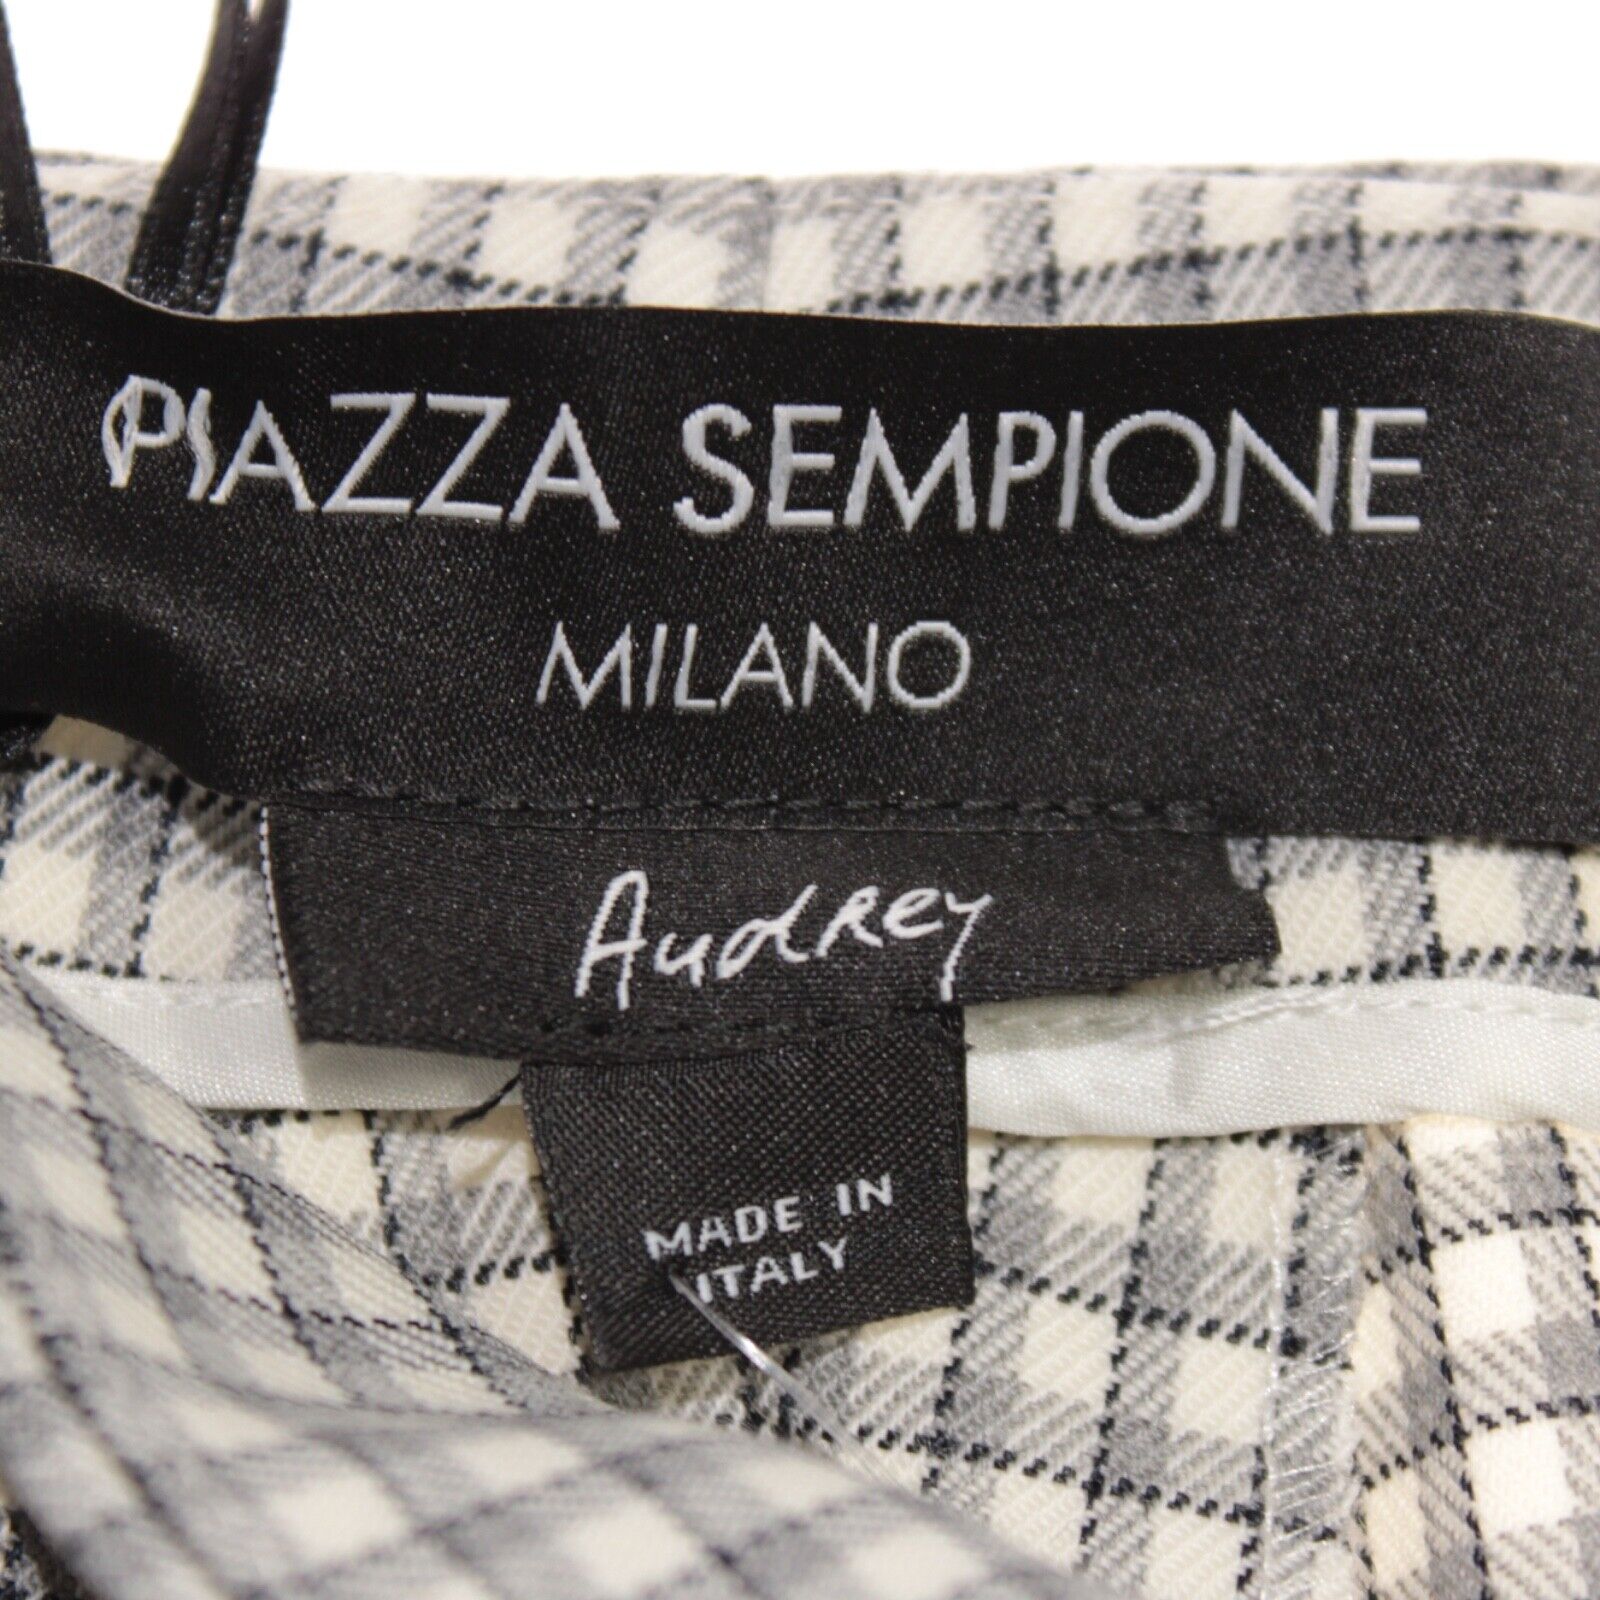 PIAZZA SEMPIONE
MILANO
Audrey
MADE IN
ITALY